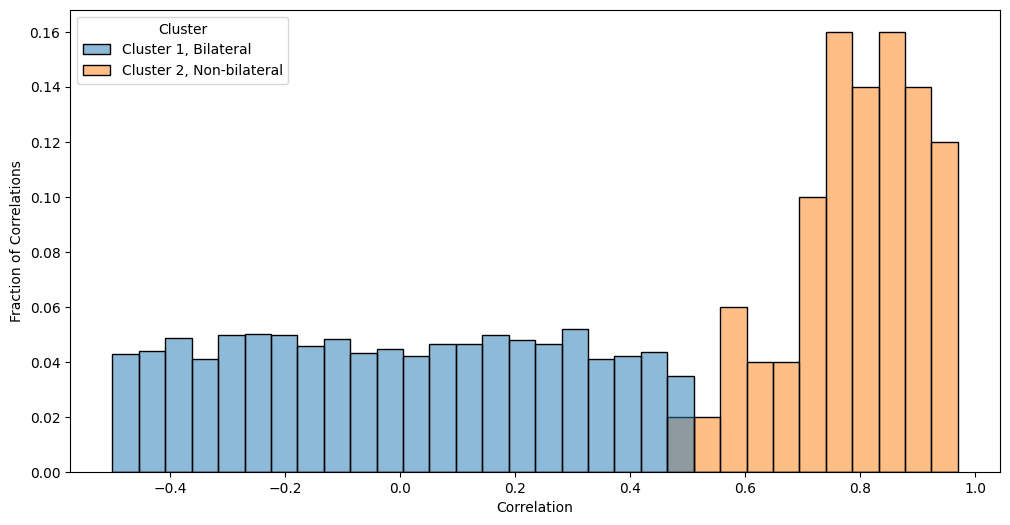 Cluster
Cluster 1, Bilateral
Cluster 2, Non-bilateral
Fraction of Correlations
0.16
0.14
0.12
0.10
0.08
0.06
0.04
0.02
0.00
−0.4 −0.2 0.0 0.2 0.4 0.6 0.8 1.0
Correlation